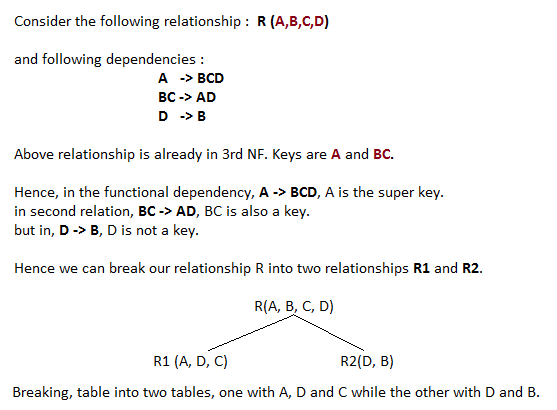 Consider the following relationship : R (A,B,C,D)
and following dependencies :
A -> BCD
BC -> AD
D -> B
Above relationship is already in 3rd NF. Keys are A and BC.
Hence, in the functional dependency, A -> BCD, A is the super key.
in second relation, BC -> AD, BC is also a key.
but in, D -> B, D is not a key.
Hence we can break our relationship R into two relationships R1 and R2.
R(A, B, C, D)
R1 (A, D, C) R2(D, B)
Breaking, table into two tables, one with A, D and C while the other with D and B.